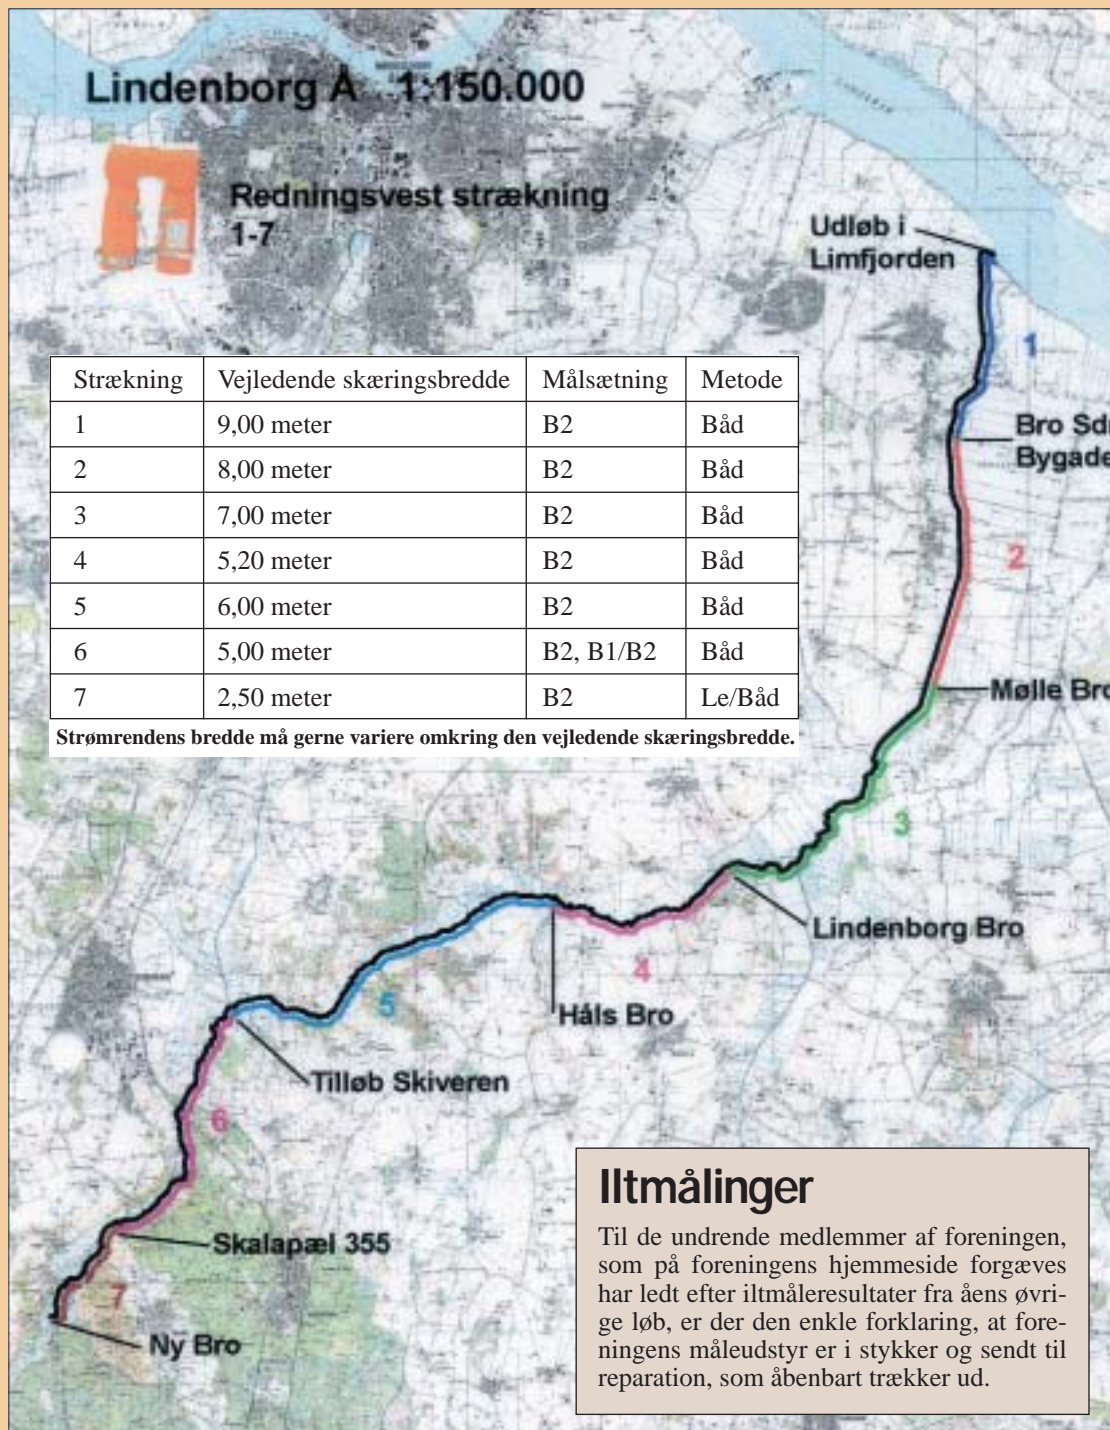 Lindenborg Å 1:150.000
Redningsvest strækning
1-7
Udløb i
Limfjorden
1
Strækning Vejledende skæringsbredde Målsætning Metode
1 9,00 meter B2 Båd
2 8,00 meter B2 Båd
3 7,00 meter B2 Båd
4 5,20 meter B2 Båd
5 6,00 meter B2 Båd
6 5,00 meter B2, B1/B2 Båd
7 2,50 meter B2 Le/Båd
Strømrendens bredde må gerne variere omkring den vejledende skæringsbredde.
Bro Sdr
Bygade
2
Mølle Bro
3
Lindenborg Bro
4
Håls Bro
5
Tilløb Skiveren
6
Skalapæl 355
7
Ny Bro
Iltmålinger
Til de undrende medlemmer af foreningen,
som på foreningens hjemmeside forgæves
har ledt efter iltmåleresultater fra åens øvri-
ge løb, er der den enkle forklaring, at fore-
ningens måleudstyr er i stykker og sendt til
reparation, som åbenbart trækker ud.